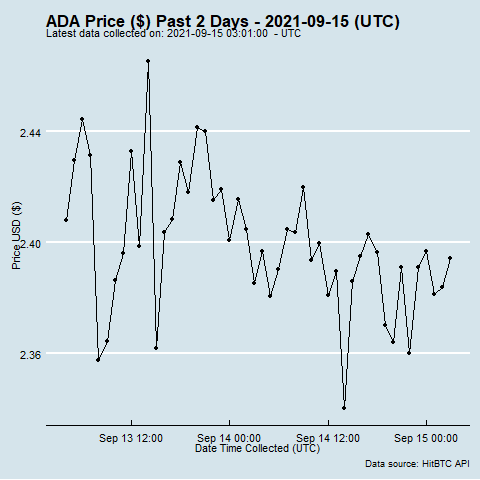 ADA Price ($) Past 2 Days - 2021-09-15 (UTC)
Latest data collected on: 2021-09-15 03:01:00  - UTC
2.44
2.40
2.36
Price USD ($)
Sep 13 12:00 Sep 14 00:00 Sep 14 12:00 Sep 15 00:00
Date Time Collected (UTC)
Data source: HitBTC API